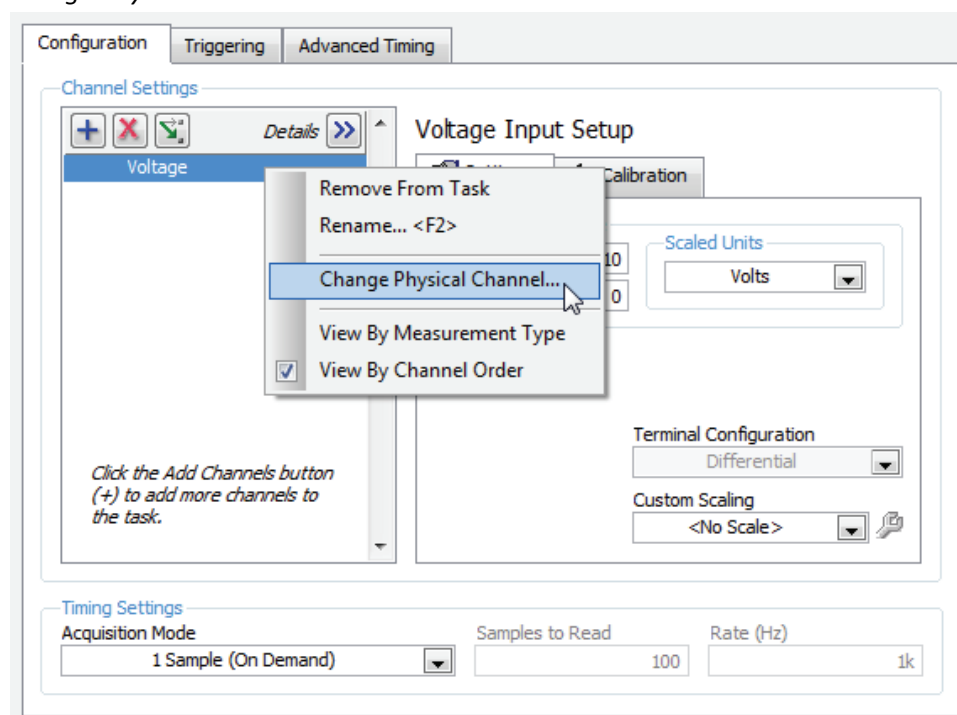 Configuration
Triggering
Advanced Timing
Channel Settings
Details
Voltage
Voltage Input Setup
Calibration
Remove From Task
Rename... <F2>
Change Physical Channel...
View By Measurement Type
View By Channel Order
10
0
Scaled Units
Volts
Click the Add Channels button
(+) to add more channels to
the task.
Terminal Configuration
Differential
Custom Scaling
<No Scale>
Timing Settings
Acquisition Mode
1 Sample (On Demand)
Samples to Read
100
Rate (Hz)
1k